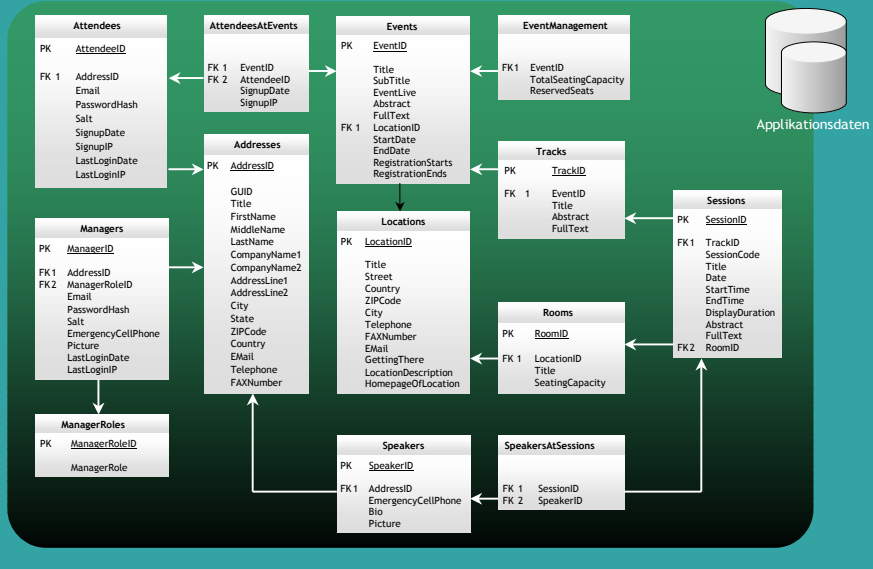 Attendees
PK AttendeeID
FK 1 AddressID
Email
PasswordHash
Salt
SignupDate
SignupIP
LastLoginDate
LastLoginIP
AttendeesAtEvents
FK 1 EventID
FK 2 AttendeeID
SignupDate
SignupIP
Events
PK EventID
Title
SubTitle
EventLive
Abstract
FullText
FK 1 LocationID
StartDate
EndDate
RegistrationStarts
RegistrationEnds
EventManagement
FK1 EventID
TotalSeatingCapacity
ReservedSeats
Applikationsdaten
Addresses
PK AddressID
GUID
Title
FirstName
MiddleName
LastName
CompanyName1
CompanyName2
AddressLine1
AddressLine2
City
State
ZIPCode
Country
EMail
Telephone
FAXNumber
Tracks
PK TrackID
FK 1 EventID
Title
Abstract
FullText
Sessions
PK SessionID
FK1 TrackID
SessionCode
Title
Date
StartTime
EndTime
DisplayDuration
Abstract
FullText
FK2 RoomID
Managers
PK ManagerID
FK1 AddressID
FK2 ManagerRoleID
Email
PasswordHash
Salt
EmergencyCellPhone
Picture
LastLoginDate
LastLoginIP
Locations
PK LocationID
Title
Street
Country
ZIPCode
City
Telephone
FAXNumber
EMail
GettingThere
LocationDescription
HomepageOfLocation
Rooms
PK RoomID
FK 1 LocationID
Title
SeatingCapacity
ManagerRoles
PK ManagerRoleID
ManagerRole
Speakers
PK SpeakerID
FK1 AddressID
EmergencyCellPhone
Bio
Picture
SpeakersAtSessions
FK 1 SessionID
FK 2 SpeakerID